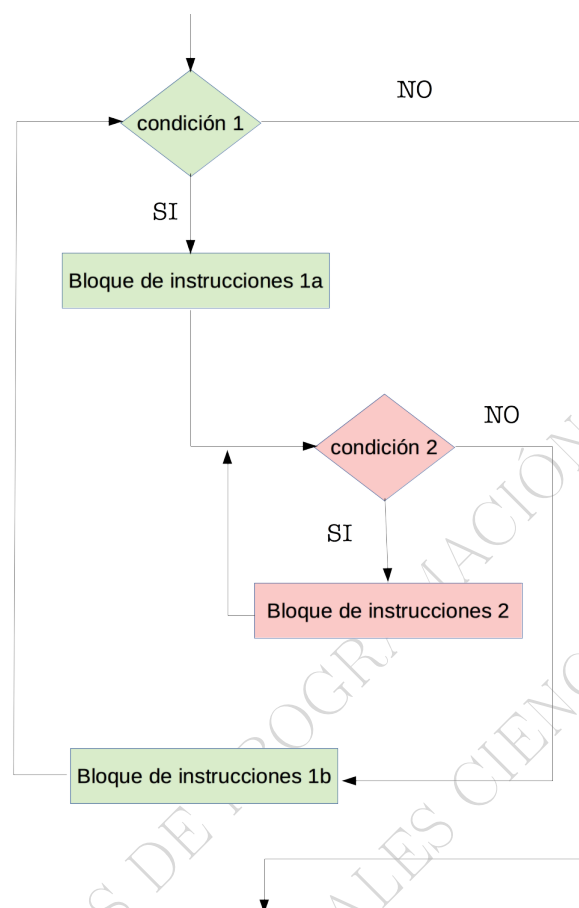 NO
condición 1
SI
Bloque de instrucciones 1a
NO
condición 2
SI
Bloque de instrucciones 2
Bloque de instrucciones 1b
DE